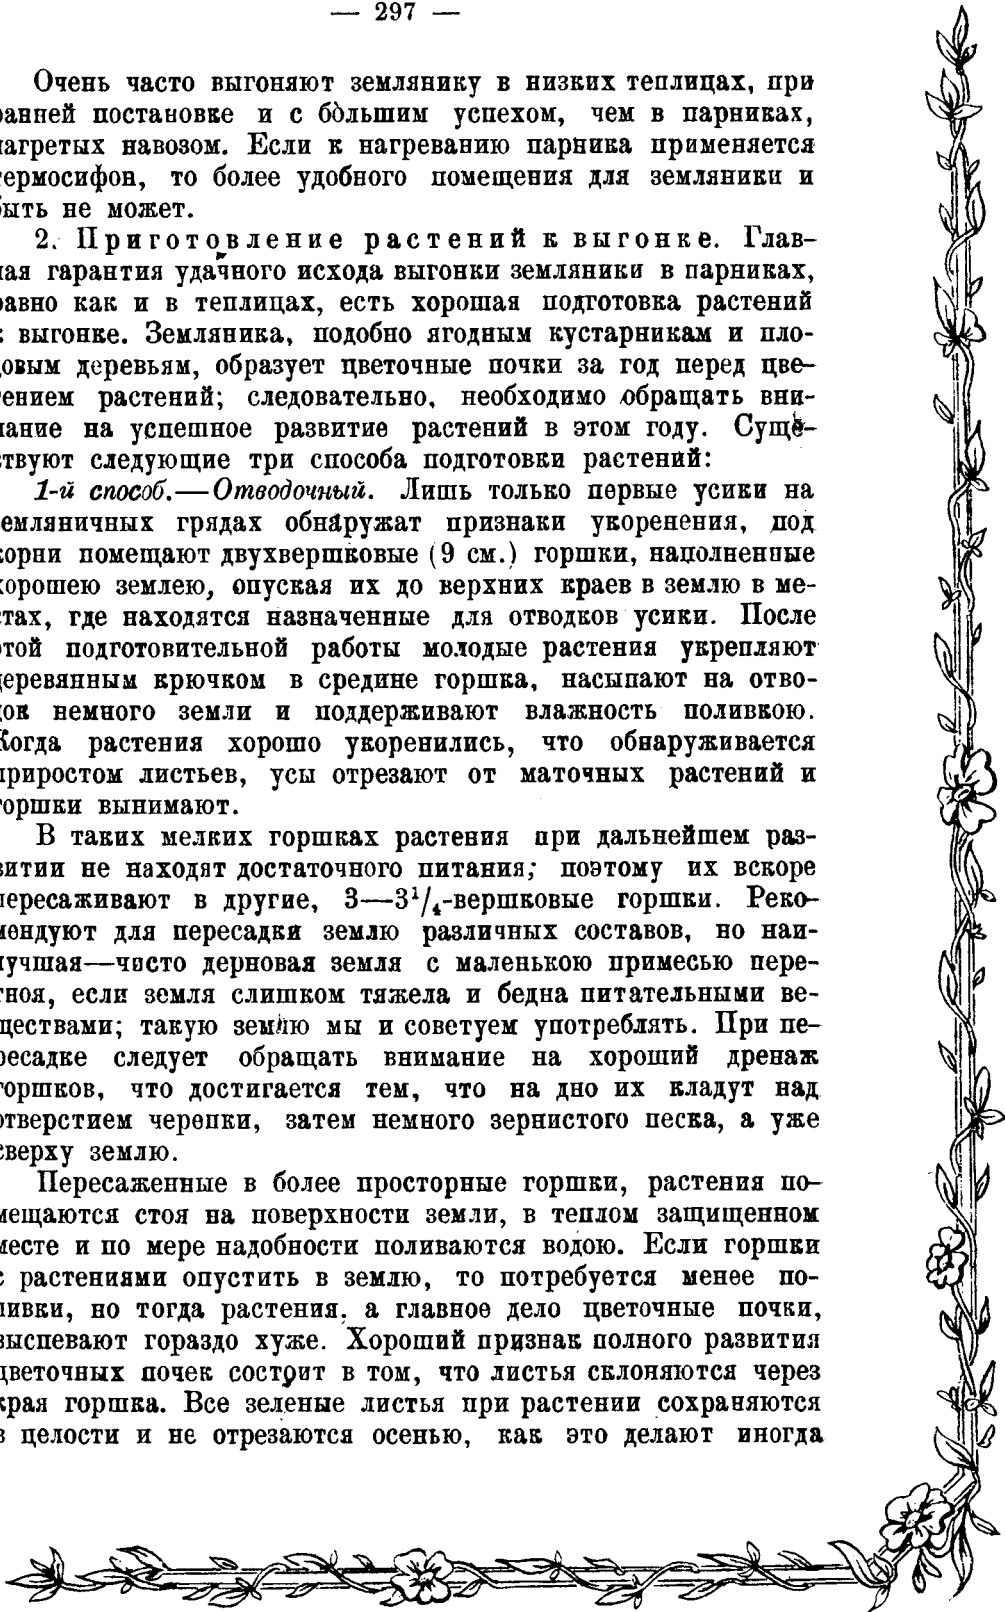 — 297 —
Очень часто выгоняют землянику в низких теплицах, при
ранней постановке и с бо̀льшим успехом, чем в парниках,
нагретых навозом. Если к нагреванию парника применяется
термосифон, то более удобного помещения для земляники и
быть не может.
2. Приготовление растений к выгонке. Глав-
ная гарантия удачного исхода выгонки земляники в парниках,
равно как и в теплицах, есть хорошая подготовка растений
к выгонке. Земляника, подобно ягодным кустарникам и пло-
довым деревьям, образует цветочные почки за год перед цве-
тением растений; следовательно, необходимо обращать вни-
мание на успешное развитие растений в этом году. Суще-
ствуют следующие три способа подготовки растений:
1-й способ.—Отводочный. Лишь только первые усики на
земляничных грядах обнаружат признаки укоренения, под
корни помещают двухвершковые (9 см.) горшки, наполненные
хорошею землею, опуская их до верхних краев в землю в ме-
стах, где находятся назначенные для отводков усики. После
этой подготовительной работы молодые растения укрепляют
деревянным крючком в средине горшка, насыпают на отво-
док немного земли и поддерживают влажность поливкою.
Когда растения хорошо укоренились, что обнаруживается
приростом листьев, усы отрезают от маточных растений и
горшки вынимают.
В таких мелких горшках растения при дальнейшем раз-
витии не находят достаточного питания; поэтому их вскоре
пересаживают в другие, 3—3¹/₄-вершковые горшки. Реко-
мендуют для пересадки землю различных составов, но наи-
лучшая—чисто дерновая земля с маленькою примесью пере-
гноя, если земля слишком тяжела и бедна питательными ве-
ществами; такую землю мы и советуем употреблять. При пе-
ресадке следует обращать внимание на хороший дренаж
горшков, что достигается тем, что на дно их кладут над
отверстием черепки, затем немного зернистого песка, а уже
сверху землю.
Пересаженные в более просторные горшки, растения по-
мещаются стоя на поверхности земли, в теплом защищенном
месте и по мере надобности поливаются водою. Если горшки
с растениями опустить в землю, то потребуется менее по-
ливки, но тогда растения, а главное дело цветочные почки,
выспевают гораздо хуже. Хороший признак полного развития
цветочных почек состоит в том, что листья склоняются через
края горшка. Все зеленые листья при растении сохраняются
в целости и не отрезаются осенью, как это делают иногда